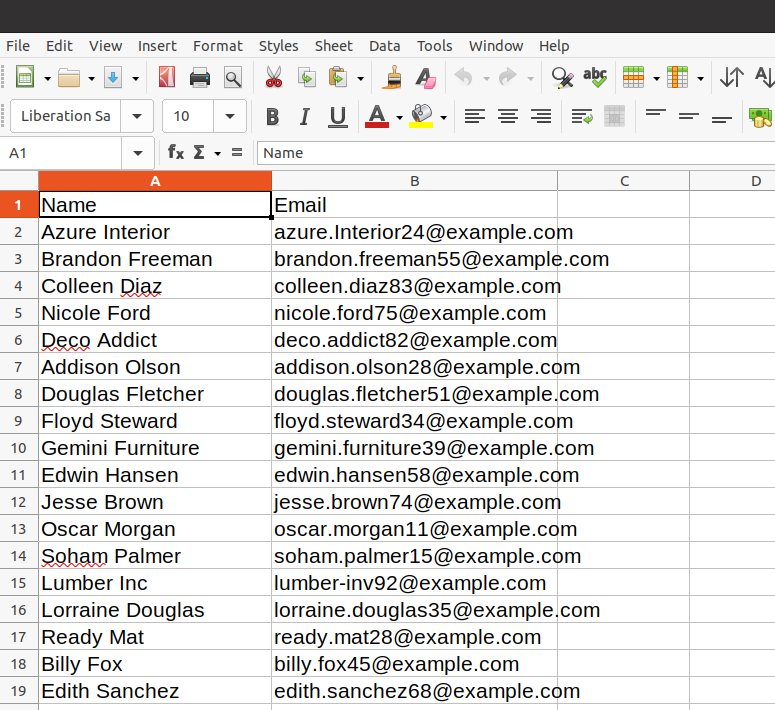 File Edit View Insert Format Styles Sheet Data Tools Window Help
abc A
Liberation Sa 10 B I U A
A1 fx Σ = Name
A B C D
1 Name Email
2 Azure Interior azure.Interior24@example.com
3 Brandon Freeman brandon.freeman55@example.com
4 Colleen Diaz colleen.diaz83@example.com
5 Nicole Ford nicole.ford75@example.com
6 Deco Addict deco.addict82@example.com
7 Addison Olson addison.olson28@example.com
8 Douglas Fletcher douglas.fletcher51@example.com
9 Floyd Steward floyd.steward34@example.com
10 Gemini Furniture gemini.furniture39@example.com
11 Edwin Hansen edwin.hansen58@example.com
12 Jesse Brown jesse.brown74@example.com
13 Oscar Morgan oscar.morgan11@example.com
14 Soham Palmer soham.palmer15@example.com
15 Lumber Inc lumber-inv92@example.com
16 Lorraine Douglas lorraine.douglas35@example.com
17 Ready Mat ready.mat28@example.com
18 Billy Fox billy.fox45@example.com
19 Edith Sanchez edith.sanchez68@example.com